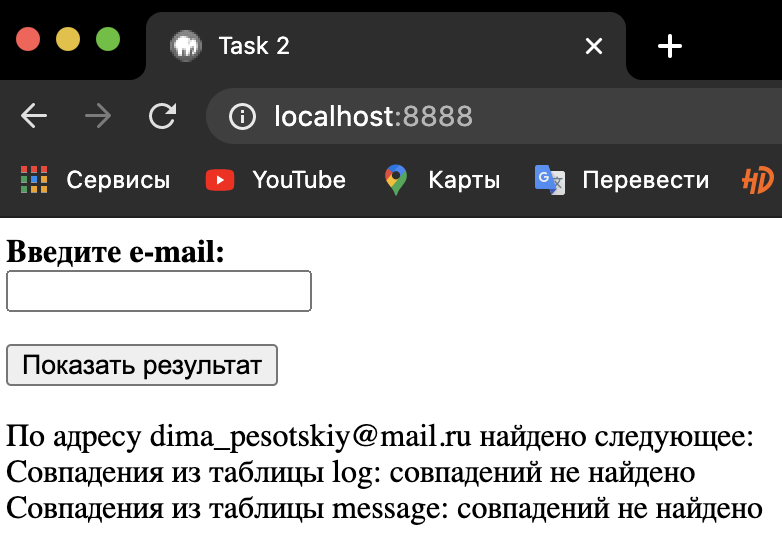 Task 2
localhost:8888
Сервисы YouTube Карты Перевести HD
Введите e-mail:
Показать результат
По адресу dima_pesotskiy@mail.ru найдено следующее:
Совпадения из таблицы log: совпадений не найдено
Совпадения из таблицы message: совпадений не найдено